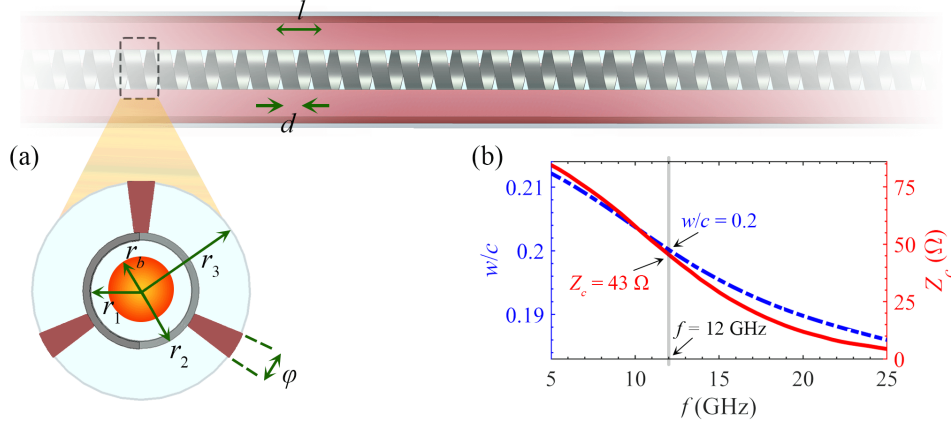 l
d
(a)
r_b
r_3
r_1
r_2
φ
(b)
0.21
0.2
0.19
w/c
w/c = 0.2
Z_c = 43 Ω
f = 12 GHz
75
50
25
0
Z_c (Ω)
5
10
15
20
25
f (GHz)